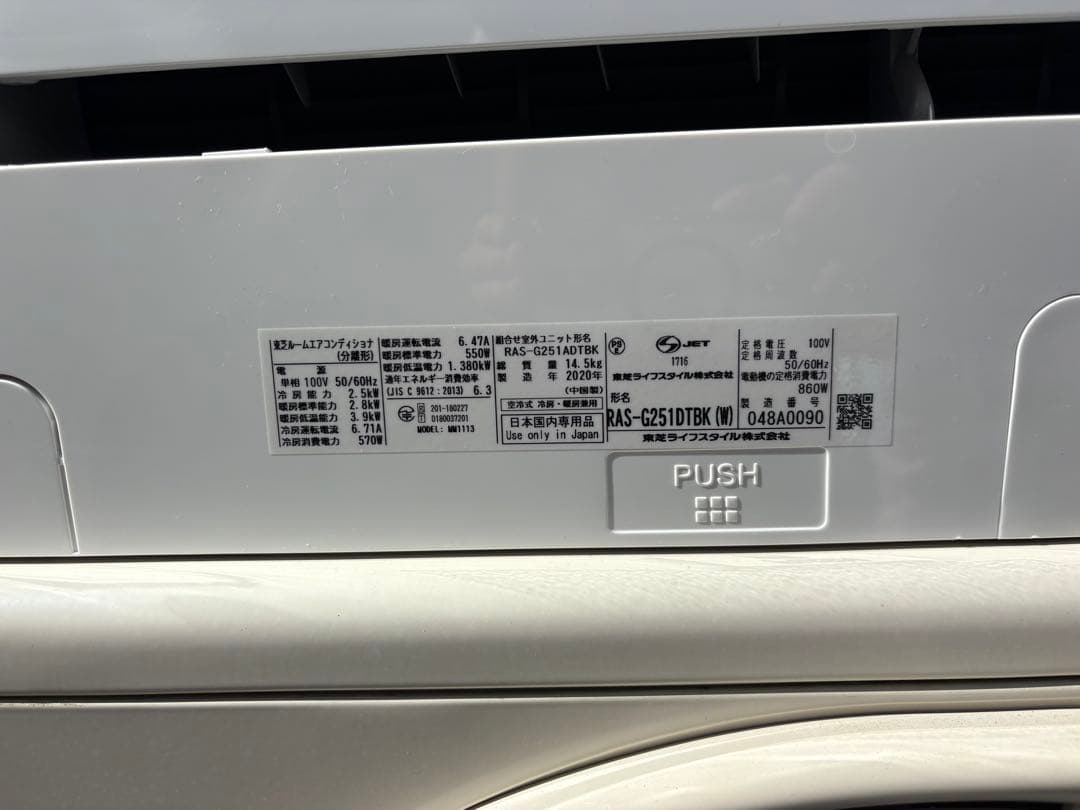 東芝ルームエアコンディショナ
(分離形)
電源
単相 100V 50/60Hz
冷房能力 2.5kW
暖房標準能力 2.8kW
暖房低温能力 3.9kW
冷房運転電流 6.71A
冷房消費電力 570W
暖房運転電流 6.47A
暖房標準電力 550W
暖房低温電力 1.380kW
通年エネルギー消費効率
(JIS C 9612:2013) 6.3
R 201-180227
T 0180037201
MODEL: MM1113
組合せ室外ユニット形名
RAS-G251ADTBK
総質量 14.5kg
製造年 2020年
(中国製)
空冷式 冷房・暖房兼用
日本国内専用品
Use only in Japan
PS
E
JET
1716
東芝ライフスタイル株式会社
形名
RAS-G251DTBK(W)
定格電圧 100V
定格周波数
50/60Hz
電動機の定格消費電力
860W
製造番号
048A0090
東芝ライフスタイル株式会社
PUSH